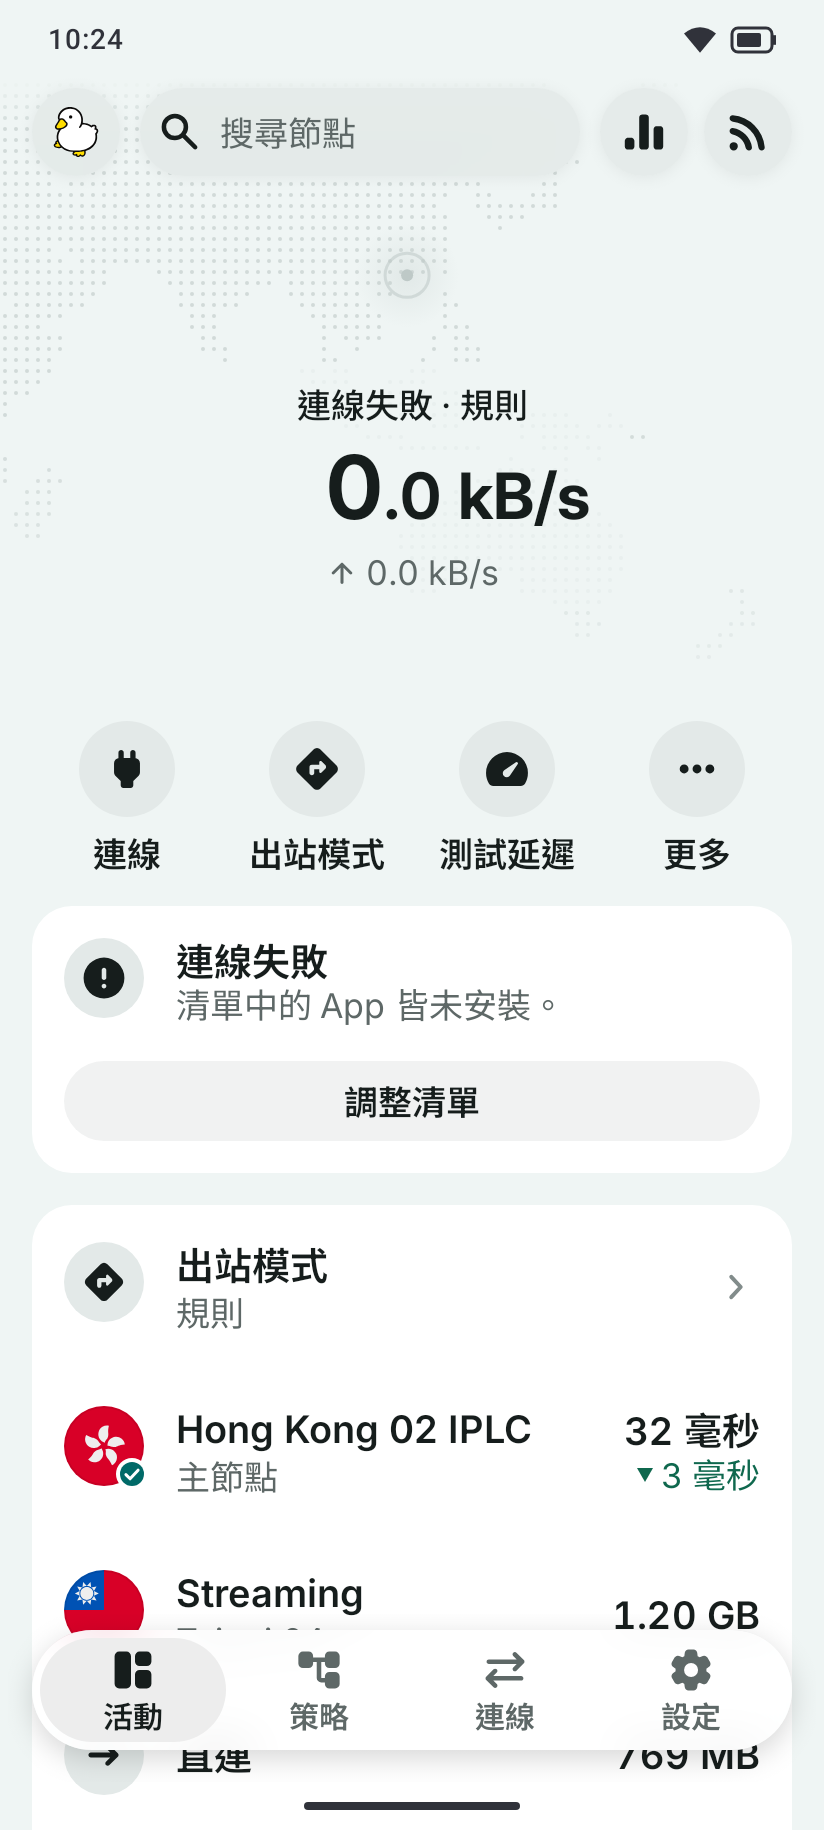 10:24
搜尋節點
連線失敗 · 規則
0.0 kB/s
↑ 0.0 kB/s
連線
出站模式
測試延遲
更多
連線失敗
清單中的 App 皆未安裝。
調整清單
出站模式
規則
Hong Kong 02 IPLC
32 毫秒
主節點
▼3 毫秒
Streaming
1.20 GB
活動
策略
連線
設定
直連
769 MB